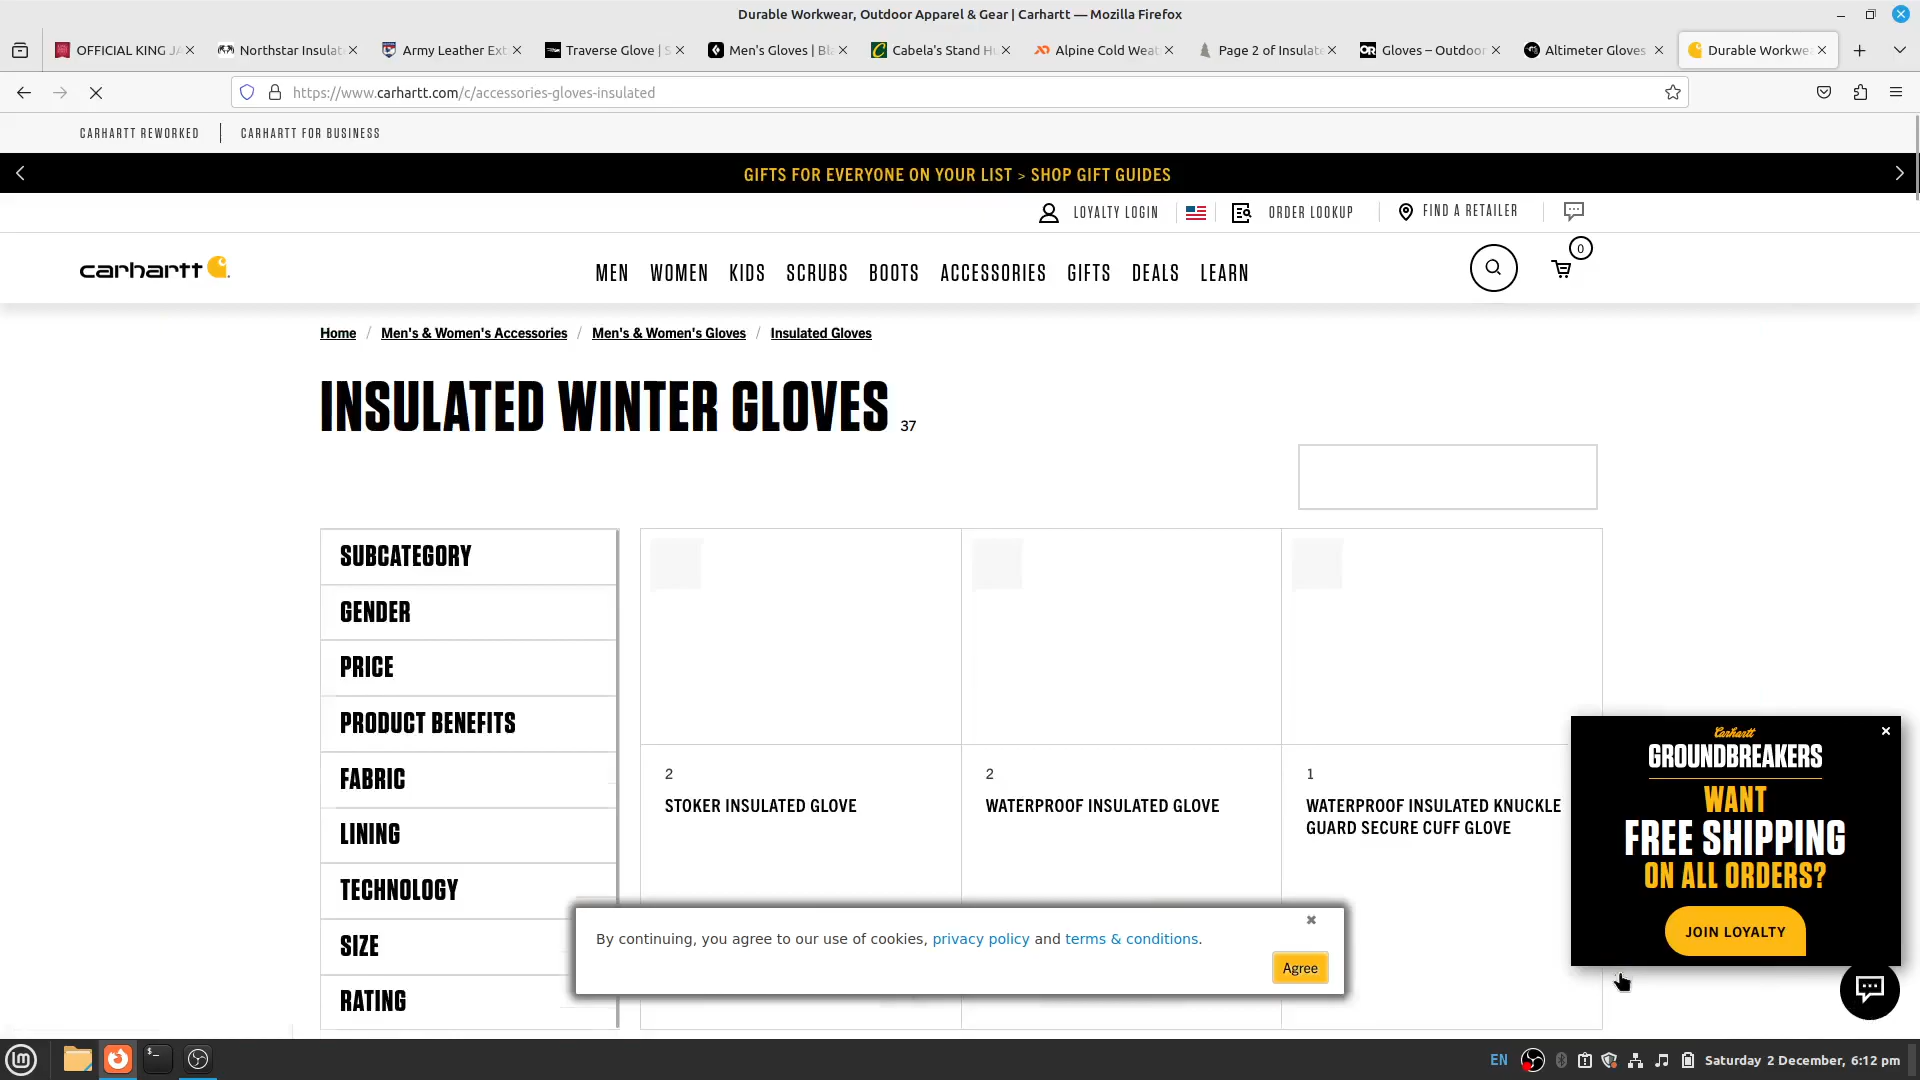 Durable Workwear, Outdoor Apparel & Gear | Carhartt — Mozilla Firefox
OFFICIAL KING JA
Northstar Insulat
Army Leather Ext
Traverse Glove | S
Men's Gloves | Bla
Cabela's Stand Hu
Alpine Cold Weat
Page 2 of Insulate
OR
Gloves – Outdoor
Altimeter Gloves
Durable Workwea
https://www.carhartt.com/c/accessories-gloves-insulated
CARHARTT REWORKED
CARHARTT FOR BUSINESS
GIFTS FOR EVERYONE ON YOUR LIST > SHOP GIFT GUIDES
LOYALTY LOGIN
ORDER LOOKUP
FIND A RETAILER
carhartt
MEN
WOMEN
KIDS
SCRUBS
BOOTS
ACCESSORIES
GIFTS
DEALS
LEARN
0
Home / Men's & Women's Accessories / Men's & Women's Gloves / Insulated Gloves
INSULATED WINTER GLOVES 37
SUBCATEGORY
GENDER
PRICE
PRODUCT BENEFITS
FABRIC
LINING
TECHNOLOGY
SIZE
RATING
2
STOKER INSULATED GLOVE
2
WATERPROOF INSULATED GLOVE
1
WATERPROOF INSULATED KNUCKLE
GUARD SECURE CUFF GLOVE
Carhartt
GROUNDBREAKERS
WANT
FREE SHIPPING
ON ALL ORDERS?
JOIN LOYALTY
By continuing, you agree to our use of cookies, privacy policy and terms & conditions.
Agree
EN
Saturday 2 December, 6:12 pm